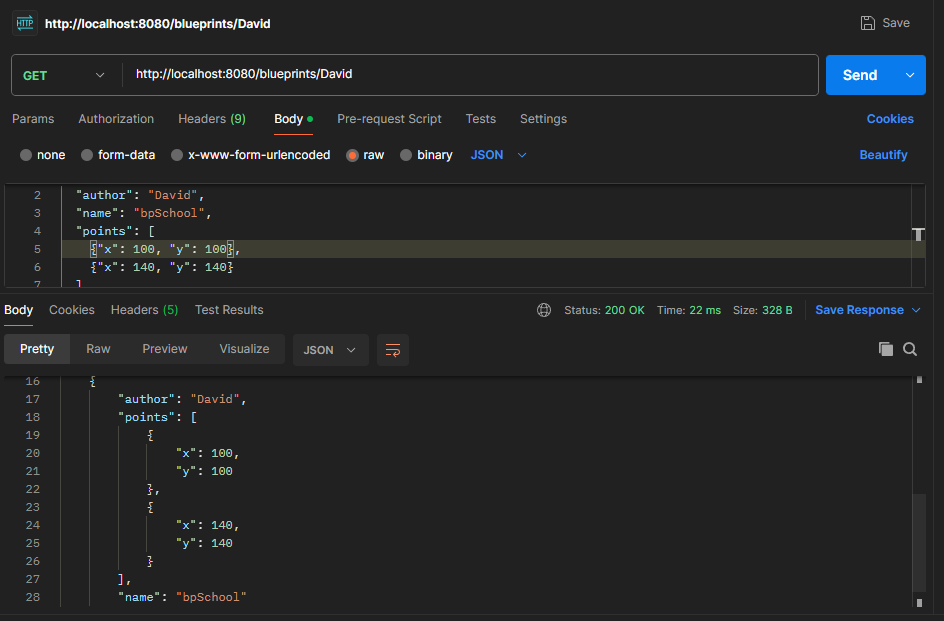 HTTP http://localhost:8080/blueprints/David Save
GET http://localhost:8080/blueprints/David Send
Params Authorization Headers (9) Body Pre-request Script Tests Settings Cookies
none form-data x-www-form-urlencoded raw binary JSON Beautify
2 "author": "David",
3 "name": "bpSchool",
4 "points": [
5 {"x": 100, "y": 100},
6 {"x": 140, "y": 140}
7 ]
Body Cookies Headers (5) Test Results Status: 200 OK Time: 22 ms Size: 328 B Save Response
Pretty Raw Preview Visualize JSON
16 {
17 "author": "David",
18 "points": [
19 {
20 "x": 100,
21 "y": 100
22 },
23 {
24 "x": 140,
25 "y": 140
26 }
27 ],
28 "name": "bpSchool"